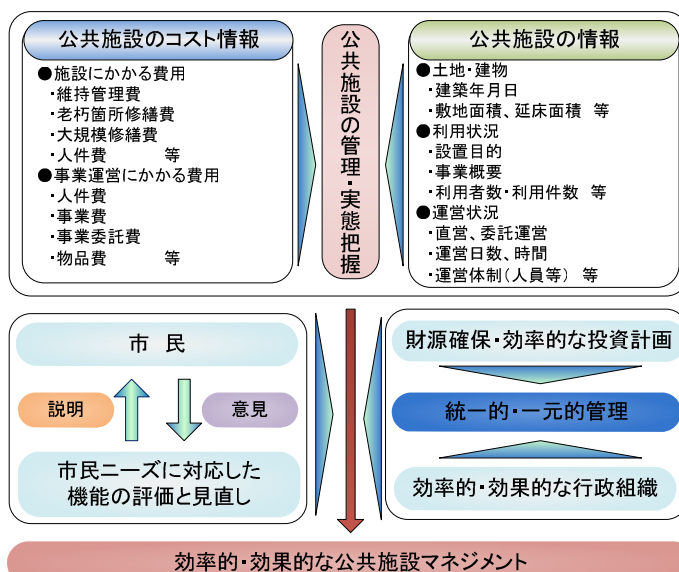 公共施設のコスト情報
●施設にかかる費用
・維持管理費
・老朽箇所修繕費
・大規模修繕費
・人件費 等
●事業運営にかかる費用
・人件費
・事業費
・事業委託費
・物品費 等
公共施設の管理・実態把握
公共施設の情報
●土地・建物
・建築年月日
・敷地面積、延床面積 等
●利用状況
・設置目的
・事業概要
・利用者数・利用件数 等
●運営状況
・直営、委託運営
・運営日数、時間
・運営体制(人員等) 等
市 民
説明
意見
市民ニーズに対応した
機能の評価と見直し
財源確保・効率的な投資計画
統一的・一元的管理
効率的・効果的な行政組織
効率的・効果的な公共施設マネジメント